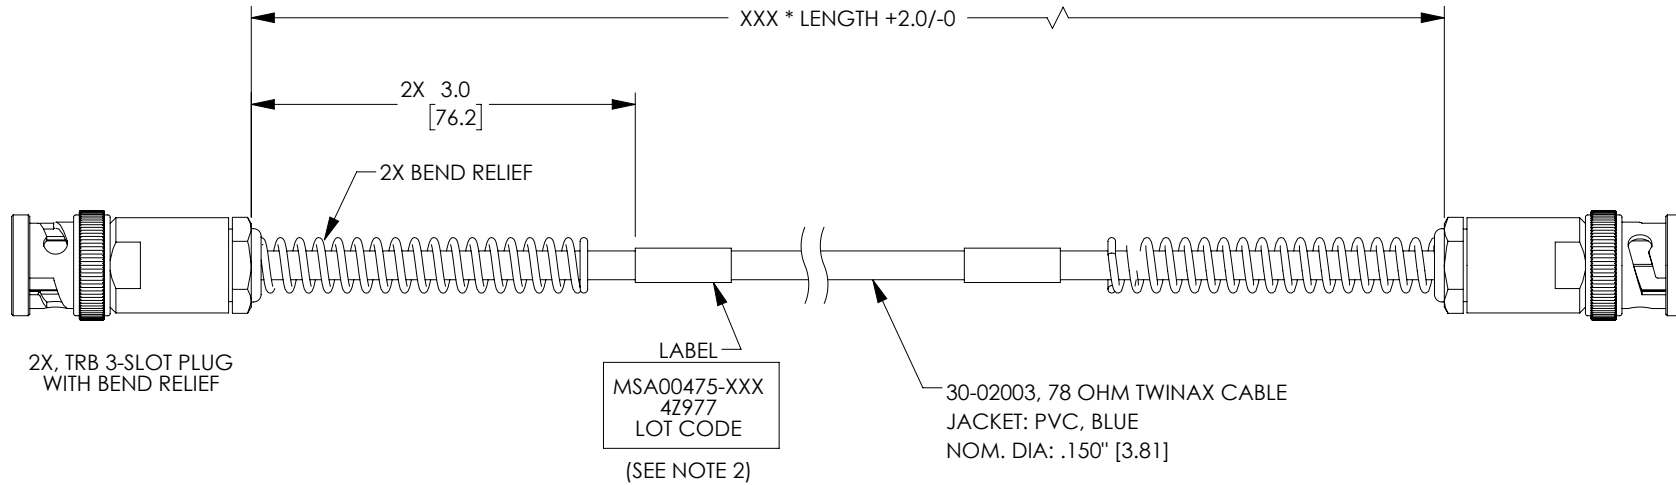 XXX * LENGTH +2.0/-0
2X 3.0
[76.2]
2X BEND RELIEF
2X, TRB 3-SLOT PLUG
WITH BEND RELIEF
LABEL
MSA00475-XXX
4Z977
LOT CODE
(SEE NOTE 2)
30-02003, 78 OHM TWINAX CABLE
JACKET: PVC, BLUE
NOM. DIA: .150" [3.81]